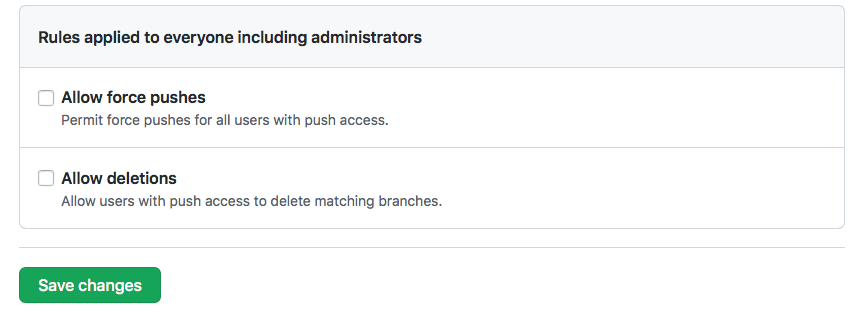 Rules applied to everyone including administrators
Allow force pushes
Permit force pushes for all users with push access.
Allow deletions
Allow users with push access to delete matching branches.
Save changes